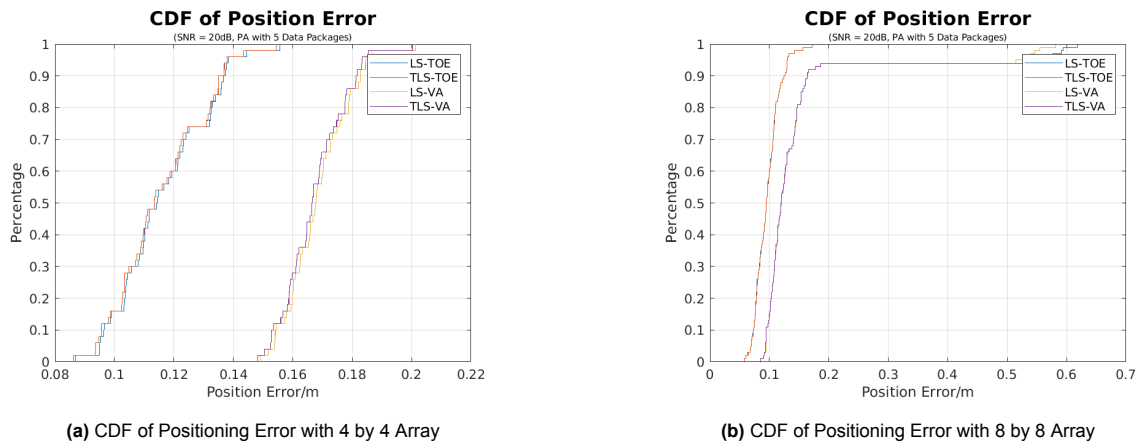 CDF of Position Error
(SNR = 20dB, PA with 5 Data Packages)
1
0.9
0.8
0.7
0.6
0.5
0.4
0.3
0.2
0.1
0
Percentage
LS-TOE
TLS-TOE
LS-VA
TLS-VA
0.08 0.1 0.12 0.14 0.16 0.18 0.2 0.22
Position Error/m
(a) CDF of Positioning Error with 4 by 4 Array
CDF of Position Error
(SNR = 20dB, PA with 5 Data Packages)
1
0.9
0.8
0.7
0.6
0.5
0.4
0.3
0.2
0.1
0
Percentage
LS-TOE
TLS-TOE
LS-VA
TLS-VA
0 0.1 0.2 0.3 0.4 0.5 0.6 0.7
Position Error/m
(b) CDF of Positioning Error with 8 by 8 Array